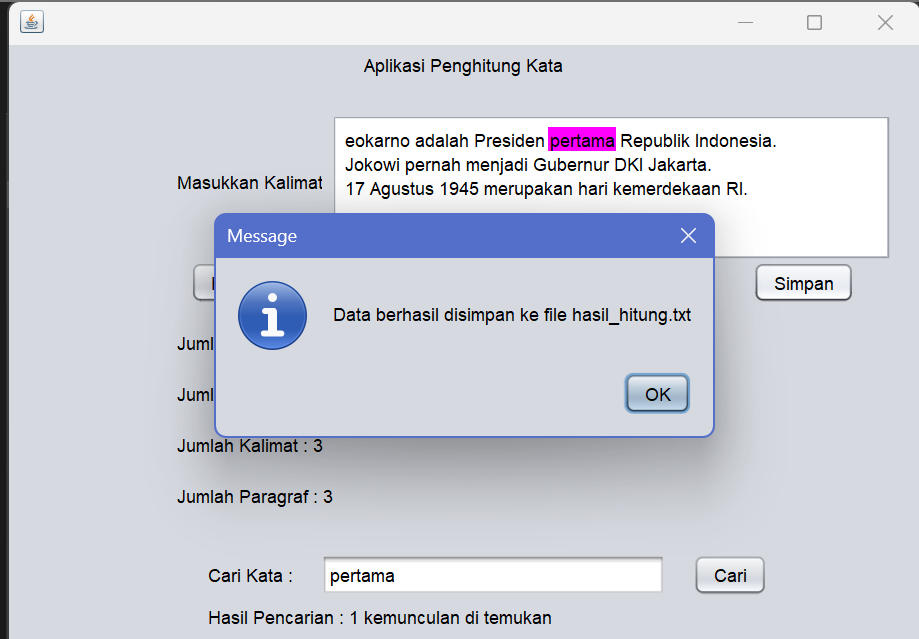 Aplikasi Penghitung Kata
Masukkan Kalimat
eokarno adalah Presiden pertama Republik Indonesia.
Jokowi pernah menjadi Gubernur DKI Jakarta.
17 Agustus 1945 merupakan hari kemerdekaan RI.
Message
Data berhasil disimpan ke file hasil_hitung.txt
OK
Simpan
Jumlah Kalimat : 3
Jumlah Paragraf : 3
Cari Kata :
pertama
Cari
Hasil Pencarian : 1 kemunculan di temukan